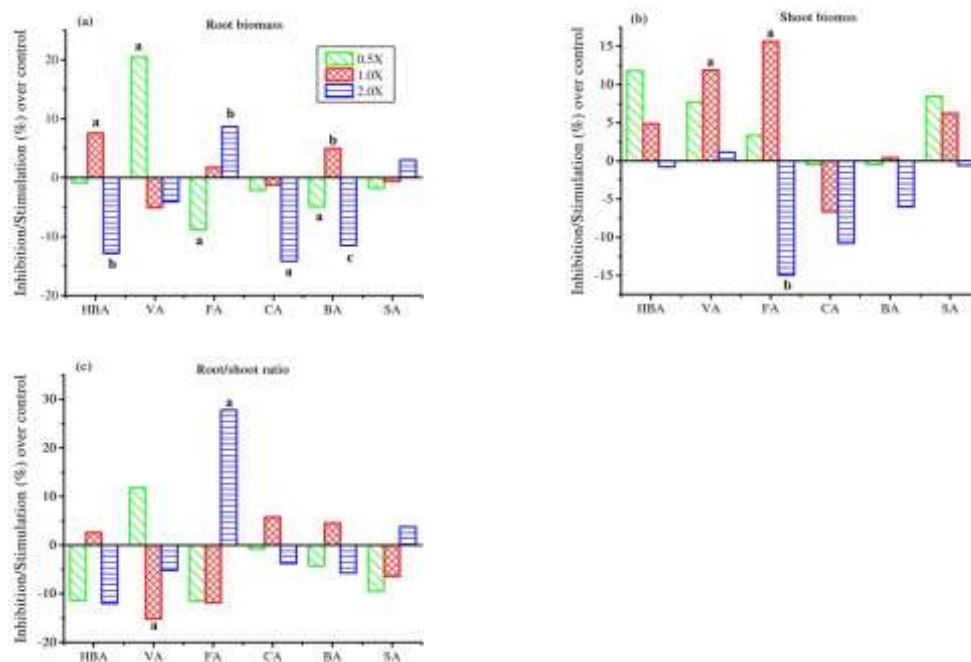 (a)
Root biomass
Inhibition/Stimulation (%) over control
20
10
0
-10
-20
a
a
b
b
a
a
a
b
c
0.5X
1.0X
2.0X
HBA VA FA CA BA SA
(b)
Shoot biomss
Inhibition/Stimulation (%) over control
15
10
5
0
-5
-10
-15
a
a
b
HBA VA FA CA BA SA
(c)
Root/shoot ratio
Inhibition/Stimulation (%) over control
30
20
10
0
-10
-20
a
a
HBA VA FA CA BA SA